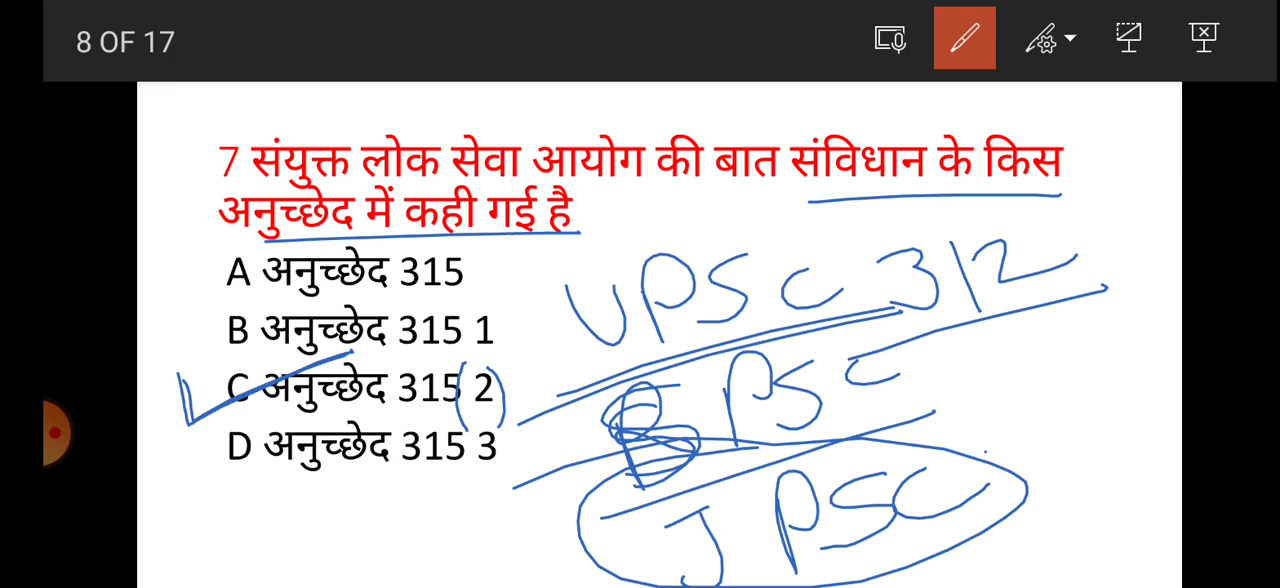 8 OF 17
7 संयुक्त लोक सेवा आयोग की बात संविधान के किस
अनुच्छेद में कही गई है
A अनुच्छेद 315
B अनुच्छेद 315 1
C अनुच्छेद 315 (2)
D अनुच्छेद 315 3
UPSC 312
PSC
JPSC